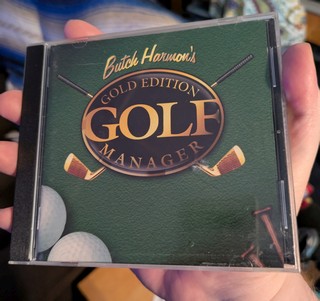 Butch Harmon's
GOLD EDITION
GOLF
MANAGER